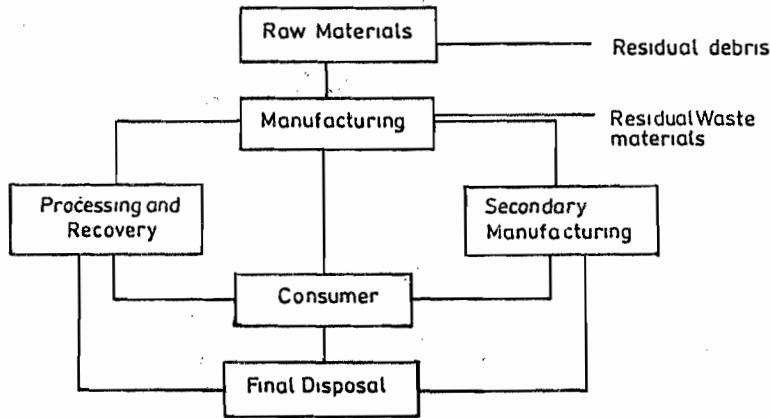 Raw Materials
Residual debris
Manufacturing
Residual Waste
materials
Processing and
Recovery
Secondary
Manufacturing
Consumer
Final Disposal